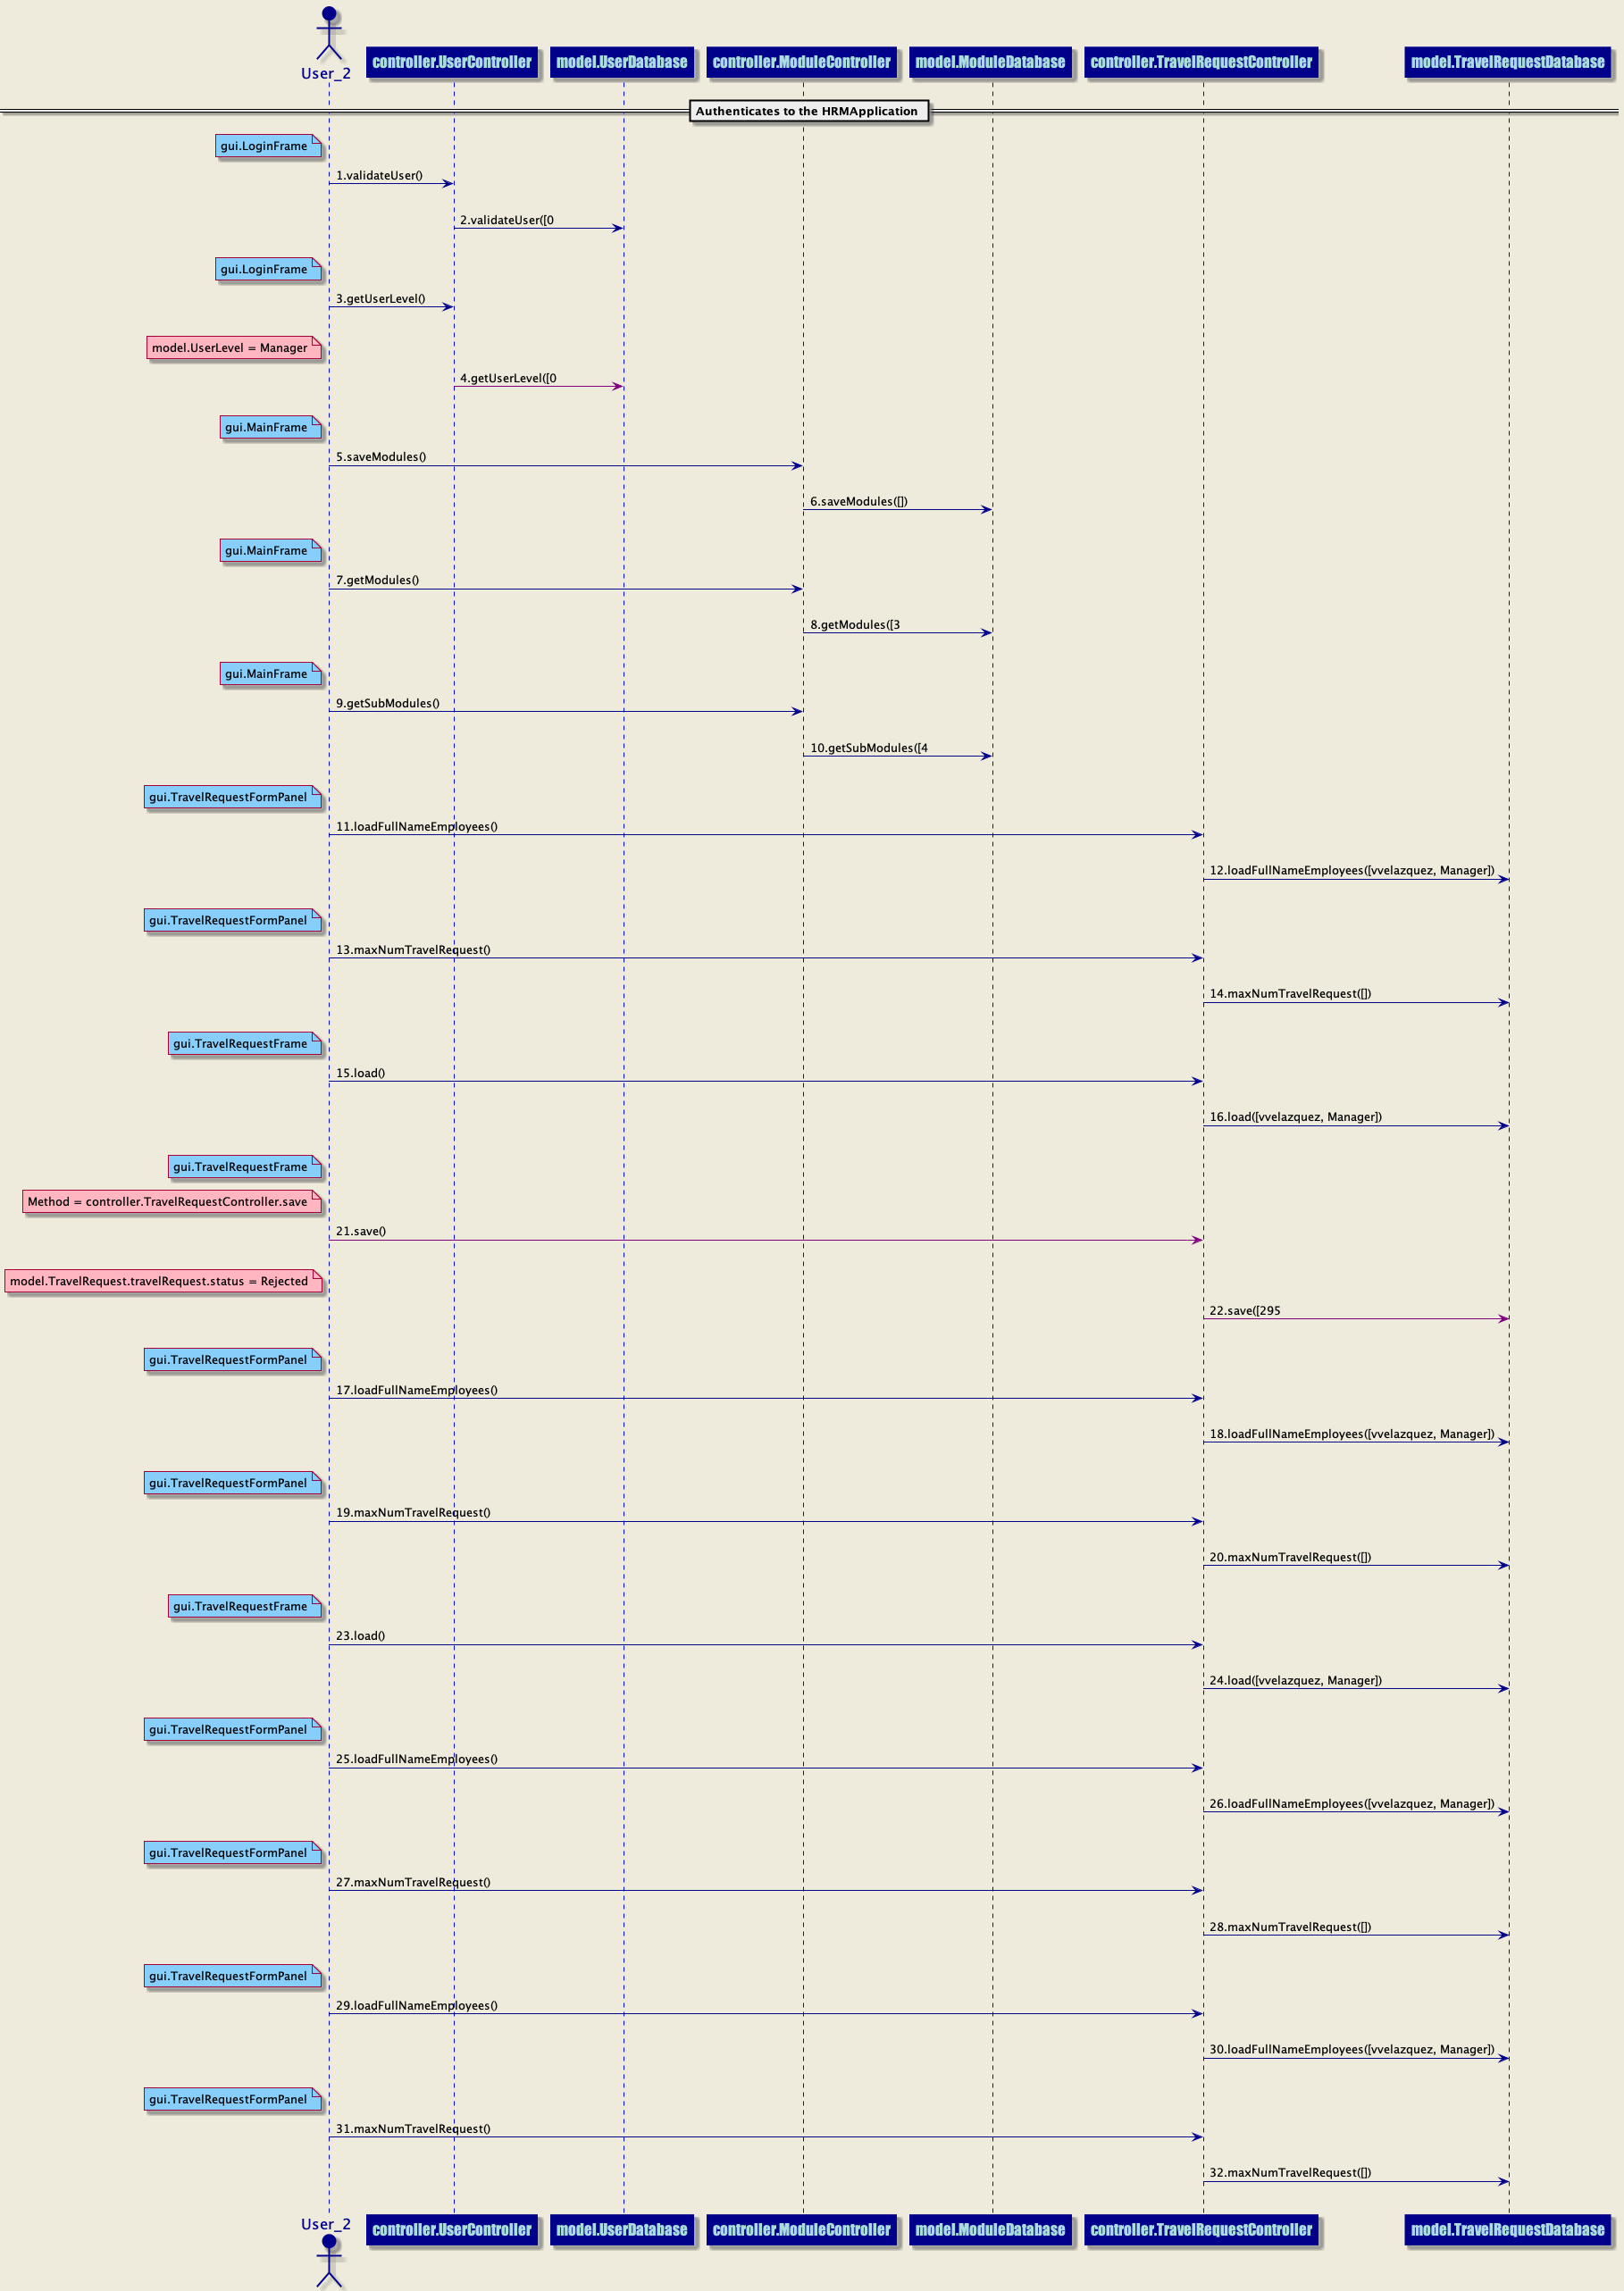 User_2
controller.UserController
model.UserDatabase
controller.ModuleController
model.ModuleDatabase
controller.TravelRequestController
model.TravelRequestDatabase
Authenticates to the HRMApplication
gui.LoginFrame
1.validateUser()
2.validateUser([0
gui.LoginFrame
3.getUserLevel()
model.UserLevel = Manager
4.getUserLevel([0
gui.MainFrame
5.saveModules()
6.saveModules([])
gui.MainFrame
7.getModules()
8.getModules([3
gui.MainFrame
9.getSubModules()
10.getSubModules([4
gui.TravelRequestFormPanel
11.loadFullNameEmployees()
12.loadFullNameEmployees([vvelazquez, Manager])
gui.TravelRequestFormPanel
13.maxNumTravelRequest()
14.maxNumTravelRequest([])
gui.TravelRequestFrame
15.load()
16.load([vvelazquez, Manager])
gui.TravelRequestFrame
Method = controller.TravelRequestController.save
21.save()
model.TravelRequest.travelRequest.status = Rejected
22.save([295
gui.TravelRequestFormPanel
17.loadFullNameEmployees()
18.loadFullNameEmployees([vvelazquez, Manager])
gui.TravelRequestFormPanel
19.maxNumTravelRequest()
20.maxNumTravelRequest([])
gui.TravelRequestFrame
23.load()
24.load([vvelazquez, Manager])
gui.TravelRequestFormPanel
25.loadFullNameEmployees()
26.loadFullNameEmployees([vvelazquez, Manager])
gui.TravelRequestFormPanel
27.maxNumTravelRequest()
28.maxNumTravelRequest([])
gui.TravelRequestFormPanel
29.loadFullNameEmployees()
30.loadFullNameEmployees([vvelazquez, Manager])
gui.TravelRequestFormPanel
31.maxNumTravelRequest()
32.maxNumTravelRequest([])
User_2
controller.UserController
model.UserDatabase
controller.ModuleController
model.ModuleDatabase
controller.TravelRequestController
model.TravelRequestDatabase